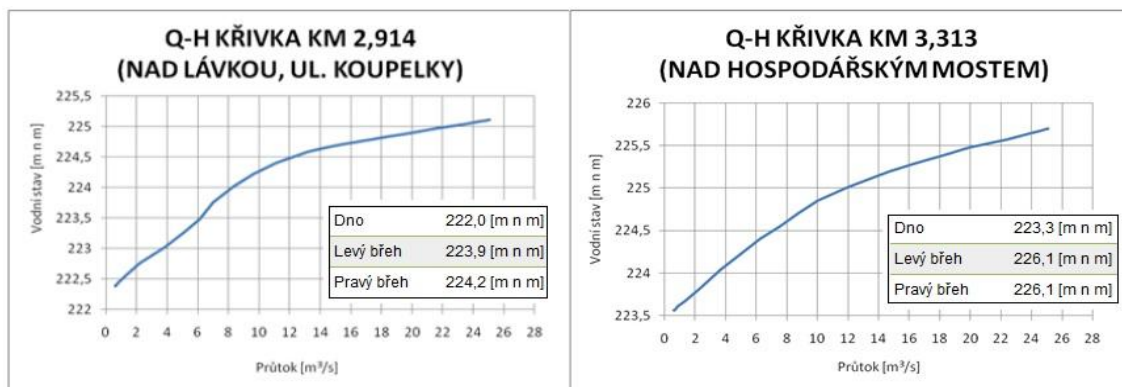 Q-H KŘIVKA KM 2,914
(NAD LÁVKOU, UL. KOUPELKY)
225,5
225
224,5
224
223,5
223
222,5
222
Vodní stav [m n m]
0 2 4 6 8 10 12 14 16 18 20 22 24 26 28
Průtok [m³/s]
Dno 222,0 [m n m]
Levý břeh 223,9 [m n m]
Pravý břeh 224,2 [m n m]
Q-H KŘIVKA KM 3,313
(NAD HOSPODÁŘSKÝM MOSTEM)
226
225,5
225
224,5
224
223,5
Vodní stav [m n m]
0 2 4 6 8 10 12 14 16 18 20 22 24 26 28
Průtok [m³/s]
Dno 223,3 [m n m]
Levý břeh 226,1 [m n m]
Pravý břeh 226,1 [m n m]